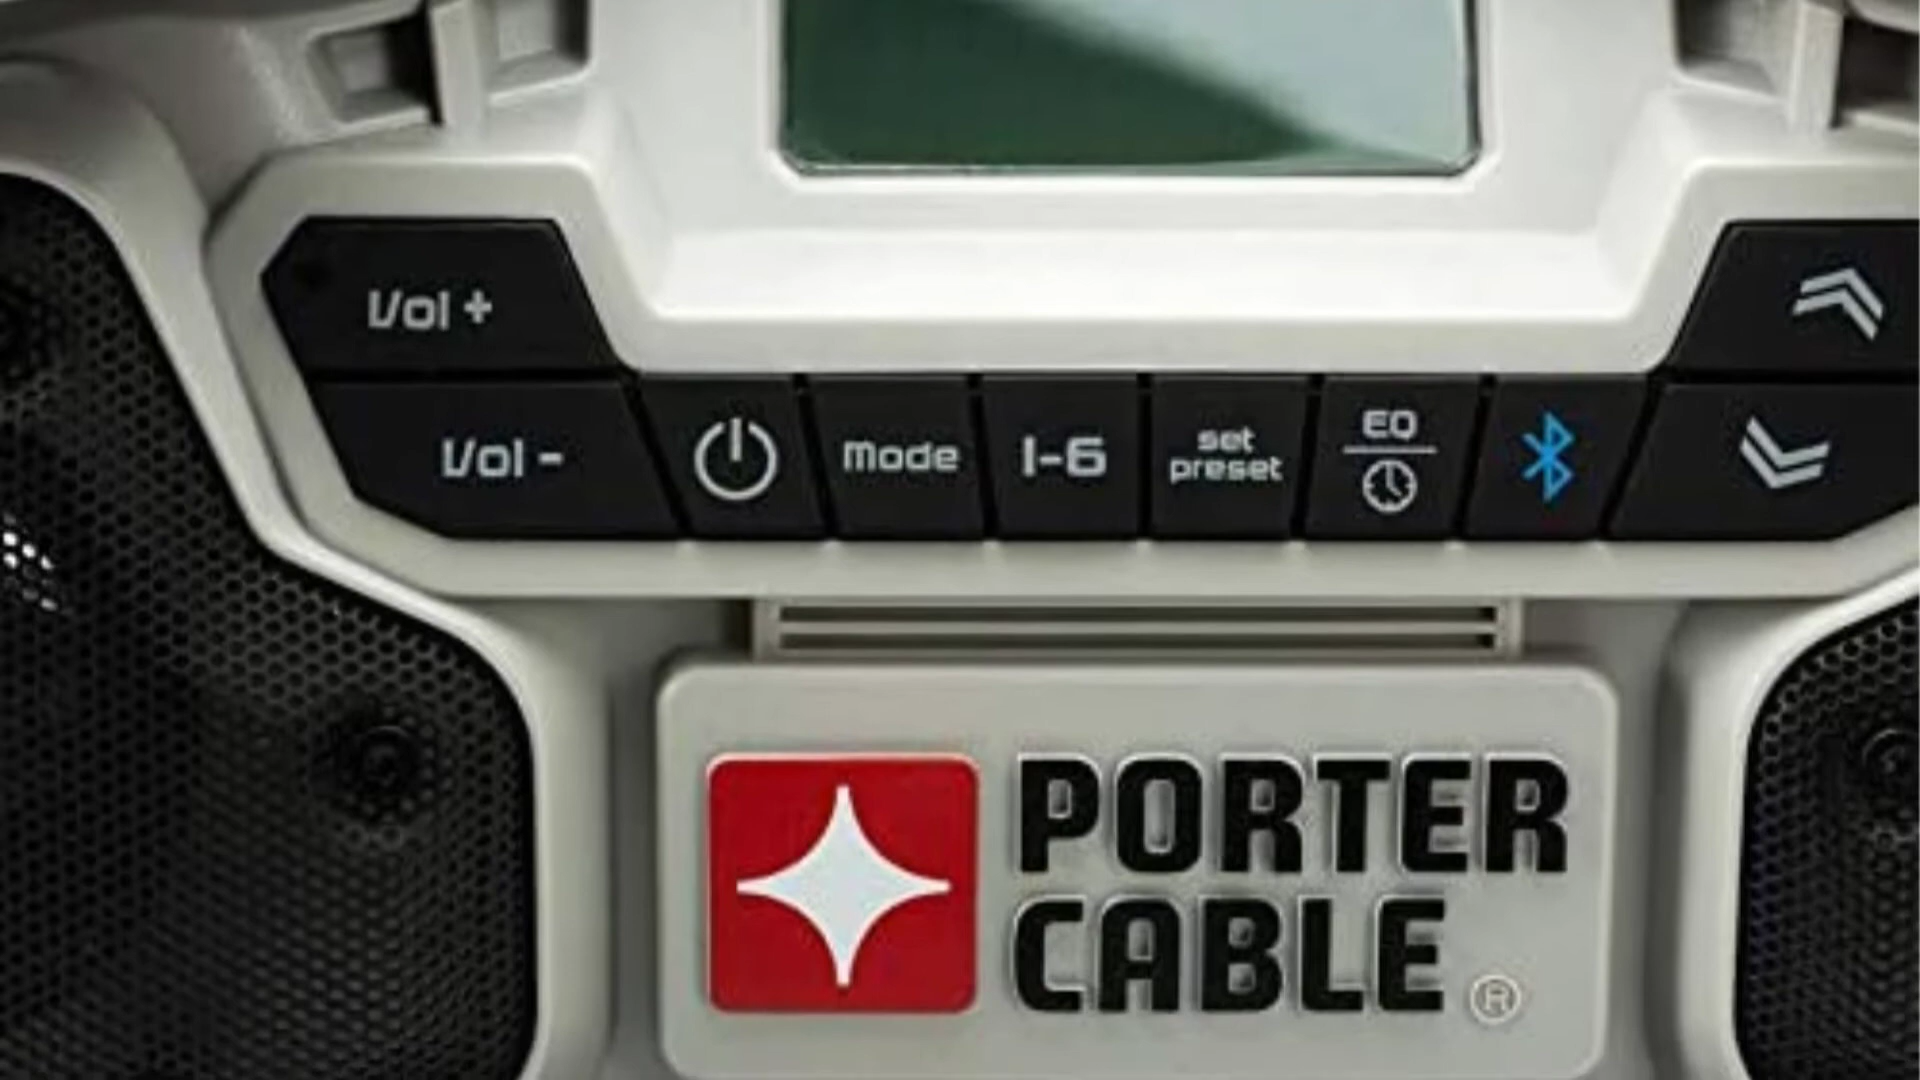 Vol +
Vol -
Mode
1-6
set
preset
EQ
PORTER
CABLE ®